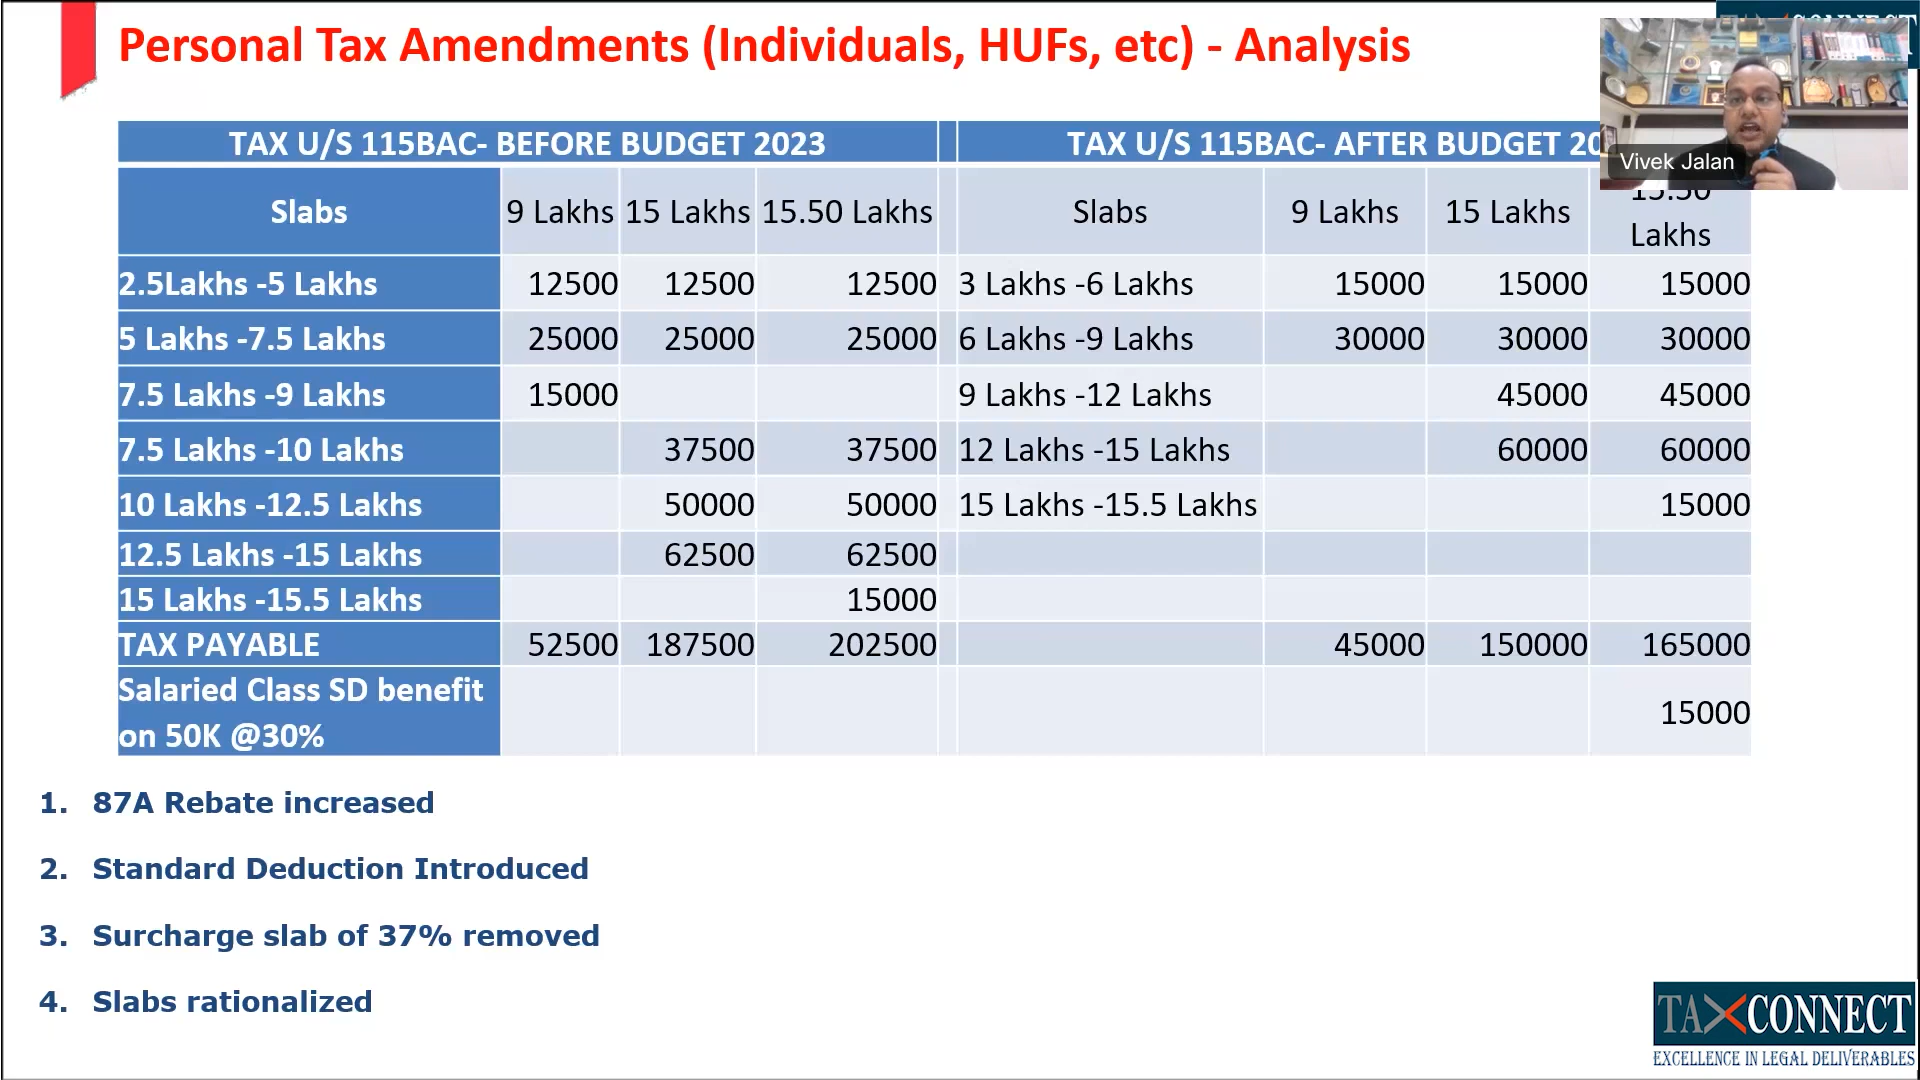 Personal Tax Amendments (Individuals, HUFs, etc) - Analysis
Vivek Jalan
TAX U/S 115BAC- BEFORE BUDGET 2023 TAX U/S 115BAC- AFTER BUDGET 20
Slabs 9 Lakhs 15 Lakhs 15.50 Lakhs Slabs 9 Lakhs 15 Lakhs 15.50
Lakhs
2.5Lakhs -5 Lakhs 12500 12500 12500 3 Lakhs -6 Lakhs 15000 15000 15000
5 Lakhs -7.5 Lakhs 25000 25000 25000 6 Lakhs -9 Lakhs 30000 30000 30000
7.5 Lakhs -9 Lakhs 15000 9 Lakhs -12 Lakhs 45000 45000
7.5 Lakhs -10 Lakhs 37500 37500 12 Lakhs -15 Lakhs 60000 60000
10 Lakhs -12.5 Lakhs 50000 50000 15 Lakhs -15.5 Lakhs 15000
12.5 Lakhs -15 Lakhs 62500 62500
15 Lakhs -15.5 Lakhs 15000
TAX PAYABLE 52500 187500 202500 45000 150000 165000
Salaried Class SD benefit
on 50K @30% 15000
1. 87A Rebate increased
2. Standard Deduction Introduced
3. Surcharge slab of 37% removed
4. Slabs rationalized
TAXCONNECT
EXCELLENCE IN LEGAL DELIVERABLES